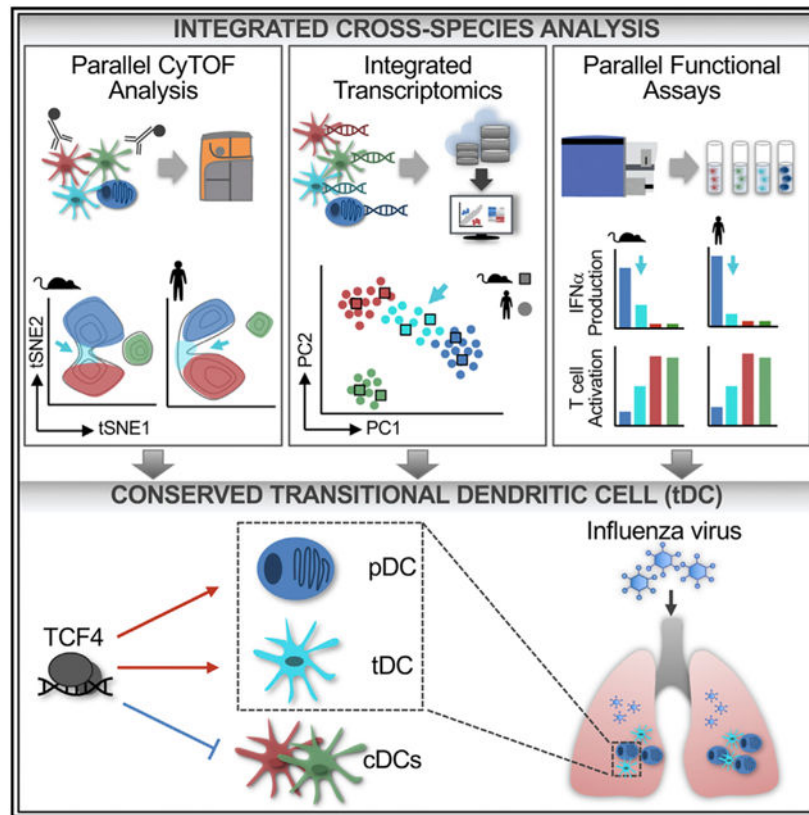 INTEGRATED CROSS-SPECIES ANALYSIS
Parallel CyTOF
Analysis
Integrated
Transcriptomics
Parallel Functional
Assays
tSNE2
tSNE1
PC2
PC1
IFNα
Production
T cell
Activation
CONSERVED TRANSITIONAL DENDRITIC CELL (tDC)
TCF4
pDC
tDC
cDCs
Influenza virus